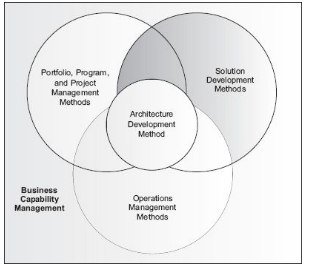 Portfolio, Program,
and Project
Management
Methods
Solution
Development
Methods
Architecture
Development
Method
Business
Capability
Management
Operations
Management
Methods